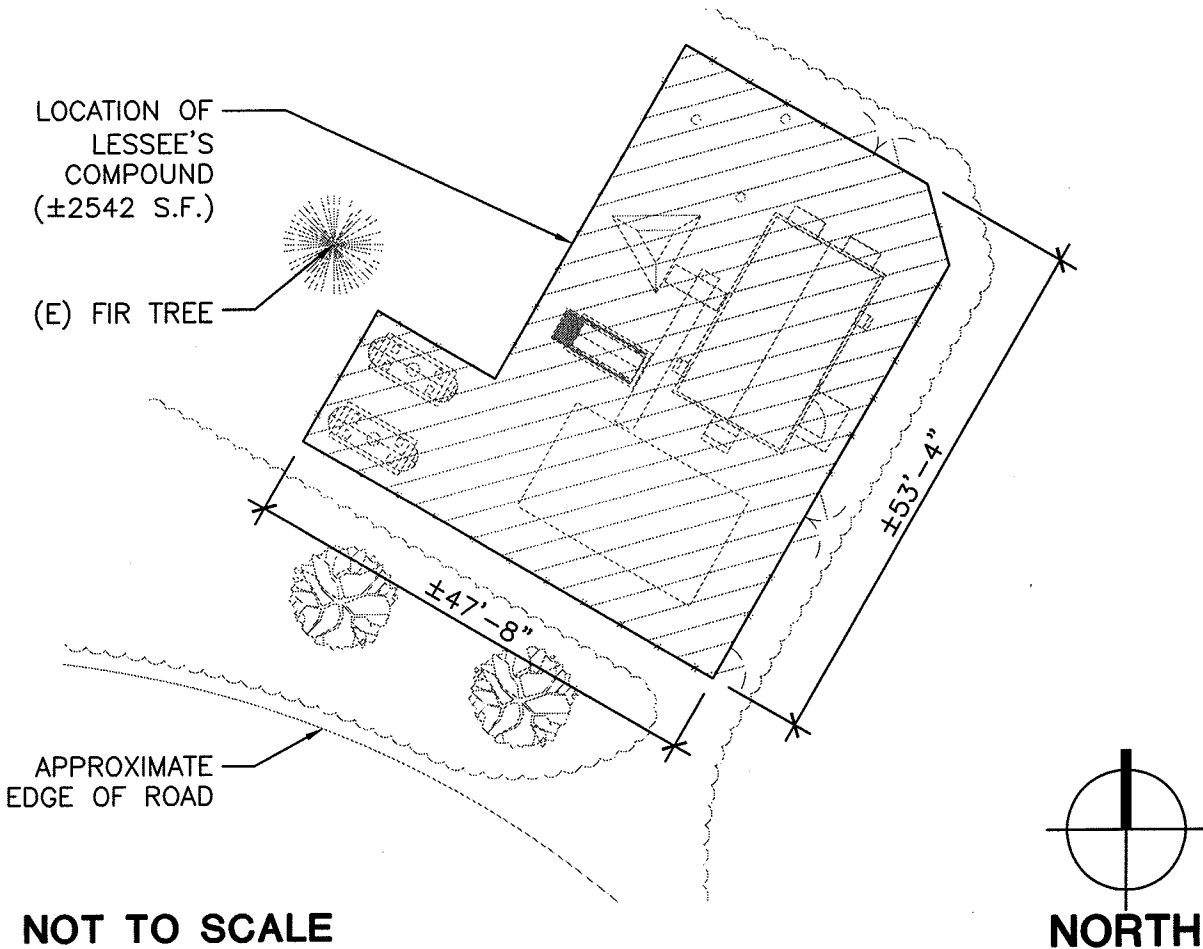 LOCATION OF
LESSEE'S
COMPOUND
(±2542 S.F.)
(E) FIR TREE
±53'-4"
±47'-8"
APPROXIMATE
EDGE OF ROAD
NOT TO SCALE
NORTH